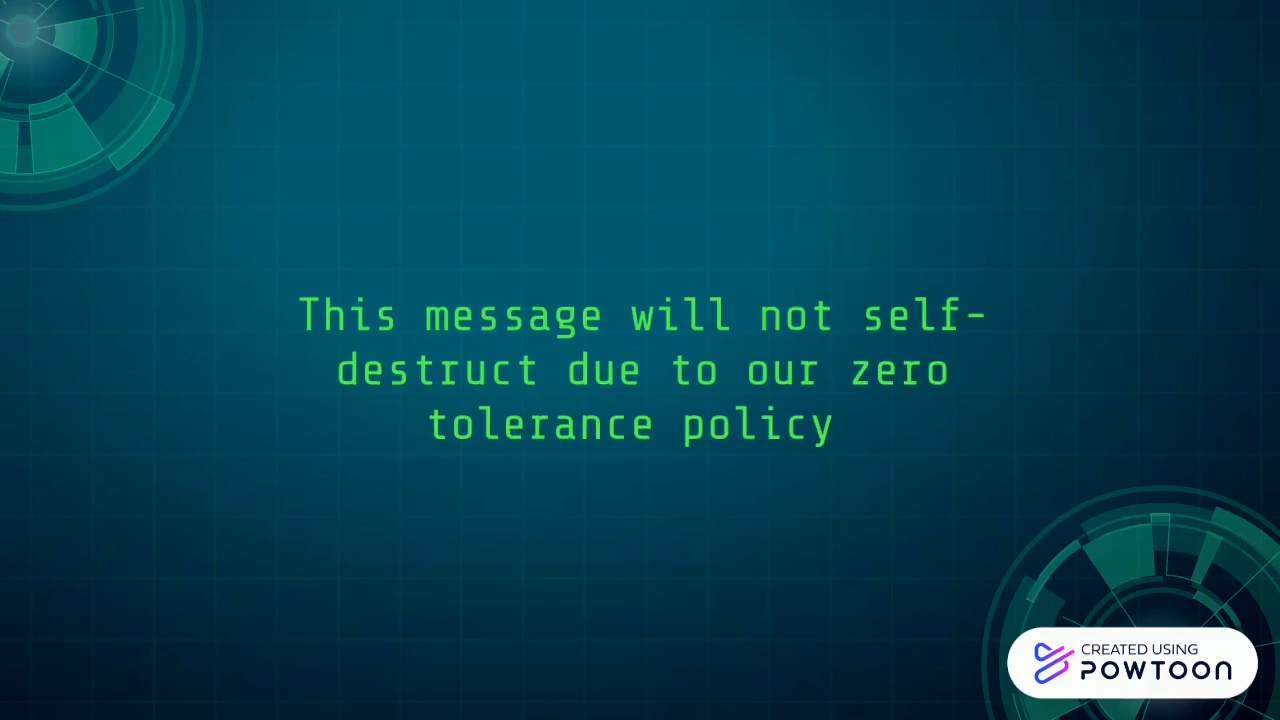 This message will not self-
destruct due to our zero
tolerance policy
CREATED USING
POWTOON